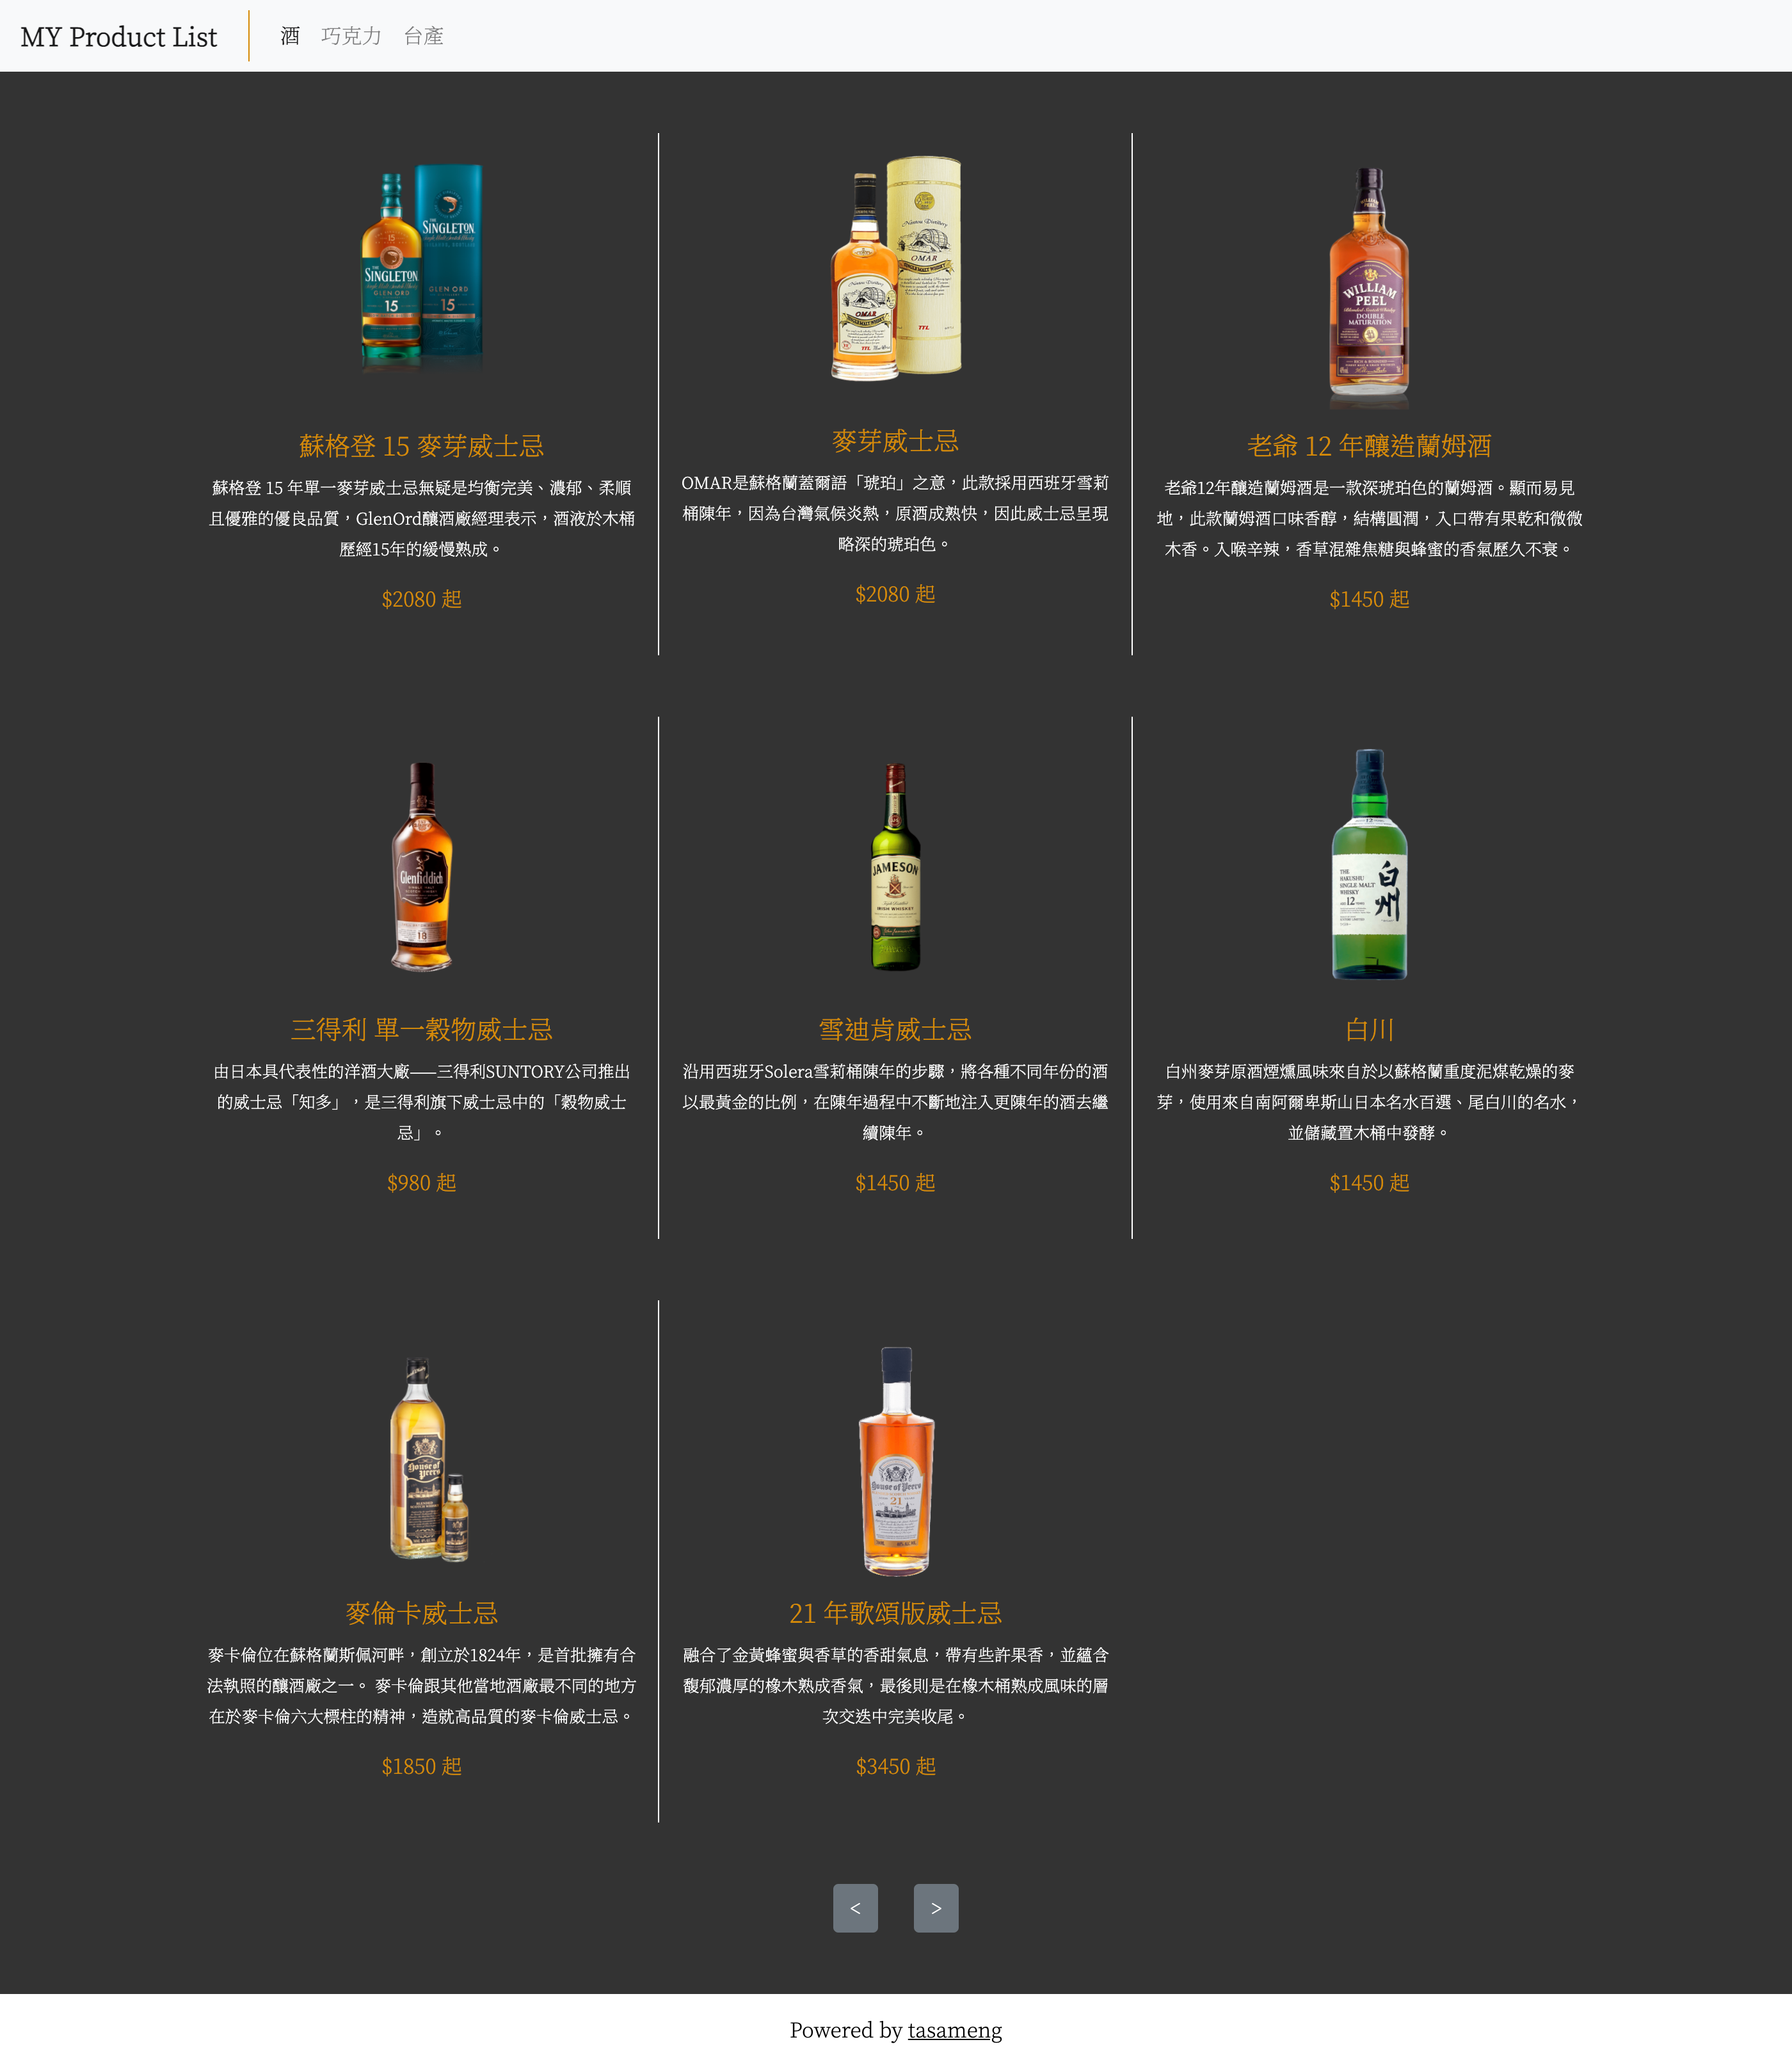 MY Product List
酒 巧克力 台產
THE
SINGLETON
GLEN ORD
15
SINGLETON
GLEN ORD
15
蘇格登 15 麥芽威士忌
蘇格登 15 年單一麥芽威士忌無疑是均衡完美、濃郁、柔順
且優雅的優良品質，GlenOrd釀酒廠經理表示，酒液於木桶
歷經15年的緩慢熟成。
$2080 起
Nantou Distillery
OMAR
SINGLE MALT WHISKY
TTL
OMAR
TTL
麥芽威士忌
OMAR是蘇格蘭蓋爾語「琥珀」之意，此款採用西班牙雪莉
桶陳年，因為台灣氣候炎熱，原酒成熟快，因此威士忌呈現
略深的琥珀色。
$2080 起
WILLIAM
PEEL
Blended Scotch Whisky
DOUBLE
MATURATION
老爺 12 年釀造蘭姆酒
老爺12年釀造蘭姆酒是一款深琥珀色的蘭姆酒。顯而易見
地，此款蘭姆酒口味香醇，結構圓潤，入口帶有果乾和微微
木香。入喉辛辣，香草混雜焦糖與蜂蜜的香氣歷久不衰。
$1450 起
Glenfiddich
18
三得利 單一穀物威士忌
由日本具代表性的洋酒大廠——三得利SUNTORY公司推出
的威士忌「知多」，是三得利旗下威士忌中的「穀物威士
忌」。
$980 起
JAMESON
IRISH WHISKEY
雪迪肯威士忌
沿用西班牙Solera雪莉桶陳年的步驟，將各種不同年份的酒
以最黃金的比例，在陳年過程中不斷地注入更陳年的酒去繼
續陳年。
$1450 起
THE
HAKUSHU
SINGLE MALT
WHISKY
12
白州
白川
白州麥芽原酒煙燻風味來自於以蘇格蘭重度泥煤乾燥的麥
芽，使用來自南阿爾卑斯山日本名水百選、尾白川的名水，
並儲藏置木桶中發酵。
$1450 起
House of
Peers
麥倫卡威士忌
麥卡倫位在蘇格蘭斯佩河畔，創立於1824年，是首批擁有合
法執照的釀酒廠之一。 麥卡倫跟其他當地酒廠最不同的地方
在於麥卡倫六大標柱的精神，造就高品質的麥卡倫威士忌。
$1850 起
House of Peers
21
21 年歌頌版威士忌
融合了金黃蜂蜜與香草的香甜氣息，帶有些許果香，並蘊含
馥郁濃厚的橡木熟成香氣，最後則是在橡木桶熟成風味的層
次交迭中完美收尾。
$3450 起
< >
Powered by tasameng